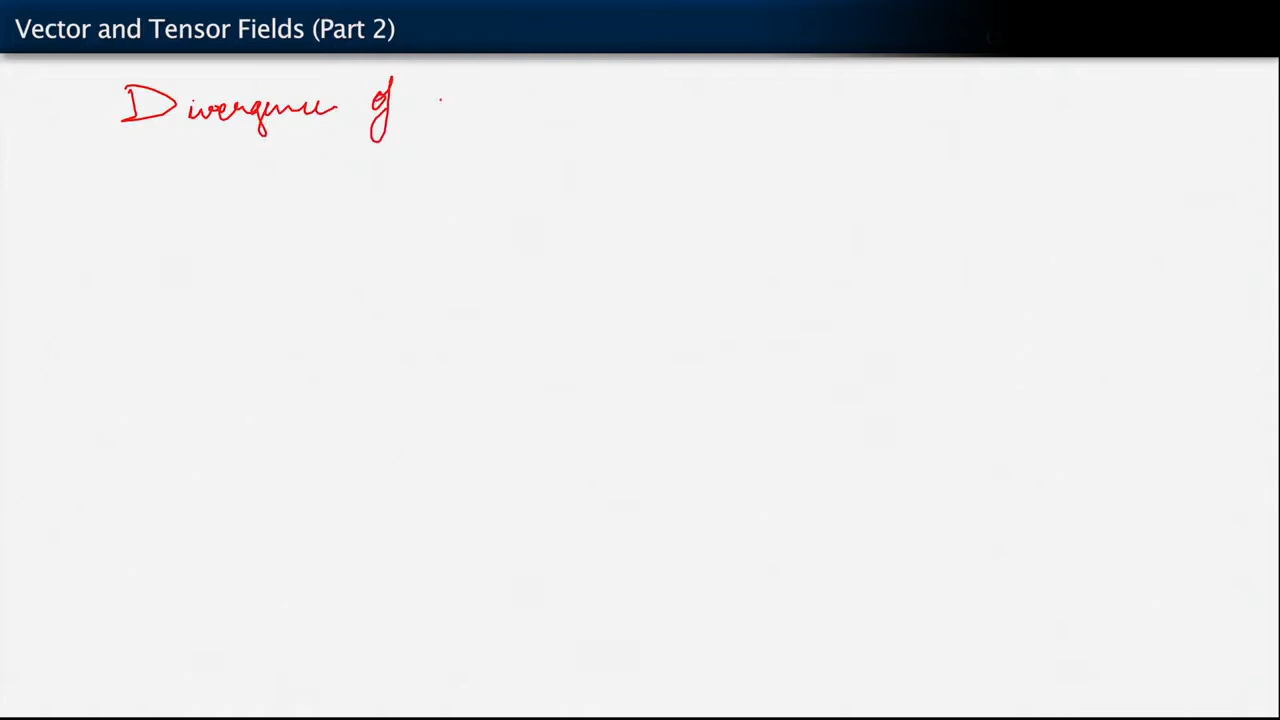 Vector and Tensor Fields (Part 2)
Divergence of